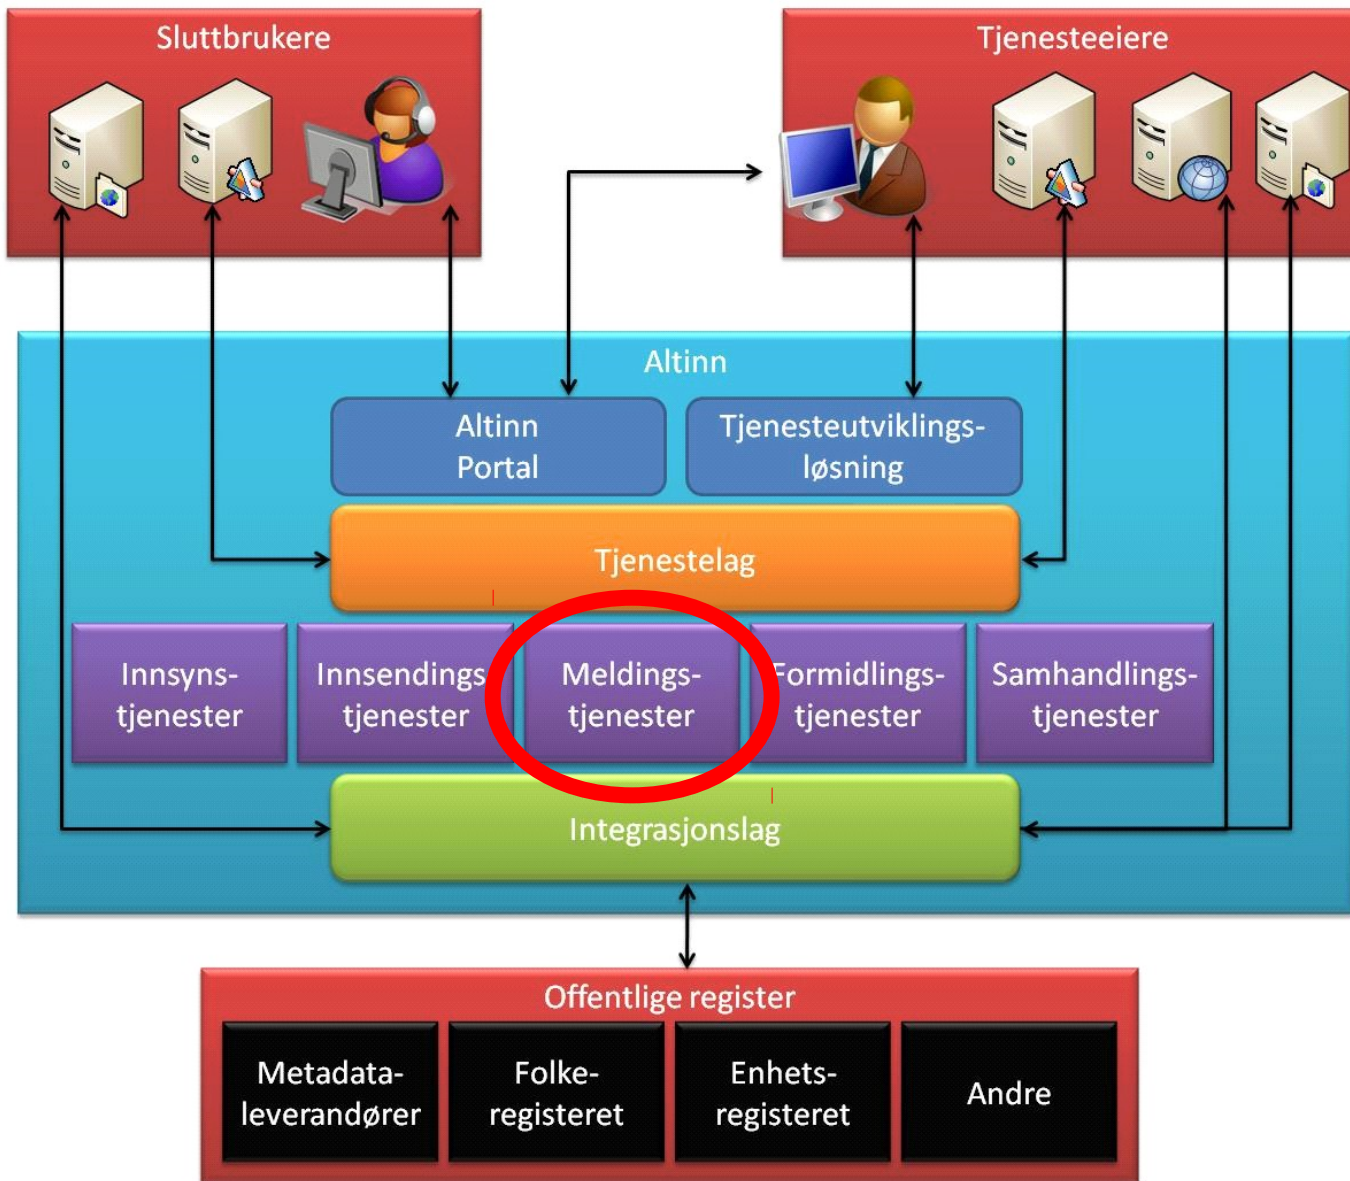 Sluttbrukere
Tjenesteeiere
Altinn
Altinn
Portal
Tjenesteutviklings-
løsning
Tjenestelag
Innsyns-
tjenester
Innsendings
tjenester
Meldings-
tjenester
Formidlings-
tjenester
Samhandlings-
tjenester
Integrasjonslag
Offentlige register
Metadata-
leverandører
Folke-
registeret
Enhets-
registeret
Andre